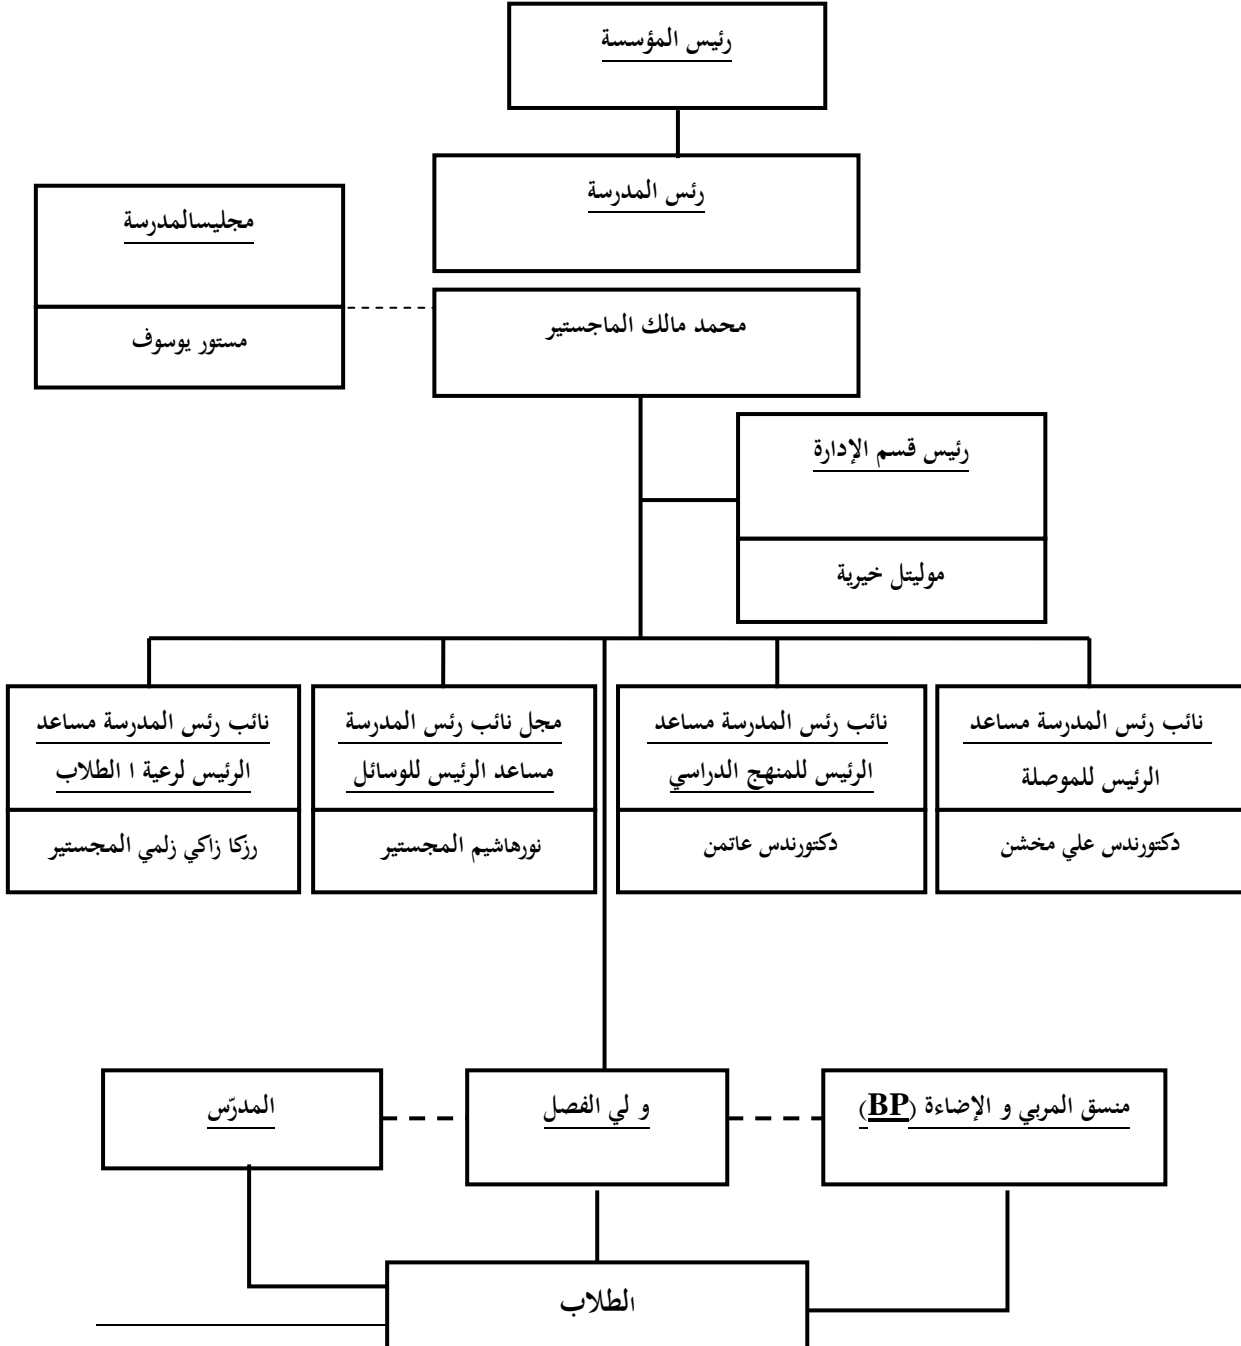 رئيس المؤسسة
رئس المدرسة
مجليسالمدرسة
محمد مالك الماجستير
مستور يوسوف
رئيس قسم الإدارة
موليتل خيرية
نائب رئس المدرسة مساعد
الرئيس للموصلة
دكتورندس علي مخشن
نائب رئس المدرسة مساعد
الرئيس للمنهج الدراسي
دكتورندس عاتمن
مجل نائب رئس المدرسة
مساعد الرئيس للوسائل
نورهاشيم المجستير
نائب رئس المدرسة مساعد
الرئيس لرعية ا الطلاب
رزكا زاكي زلمي المجستير
منسق المربي و الإضاءة (BP)
و لي الفصل
المدرّس
الطلاب